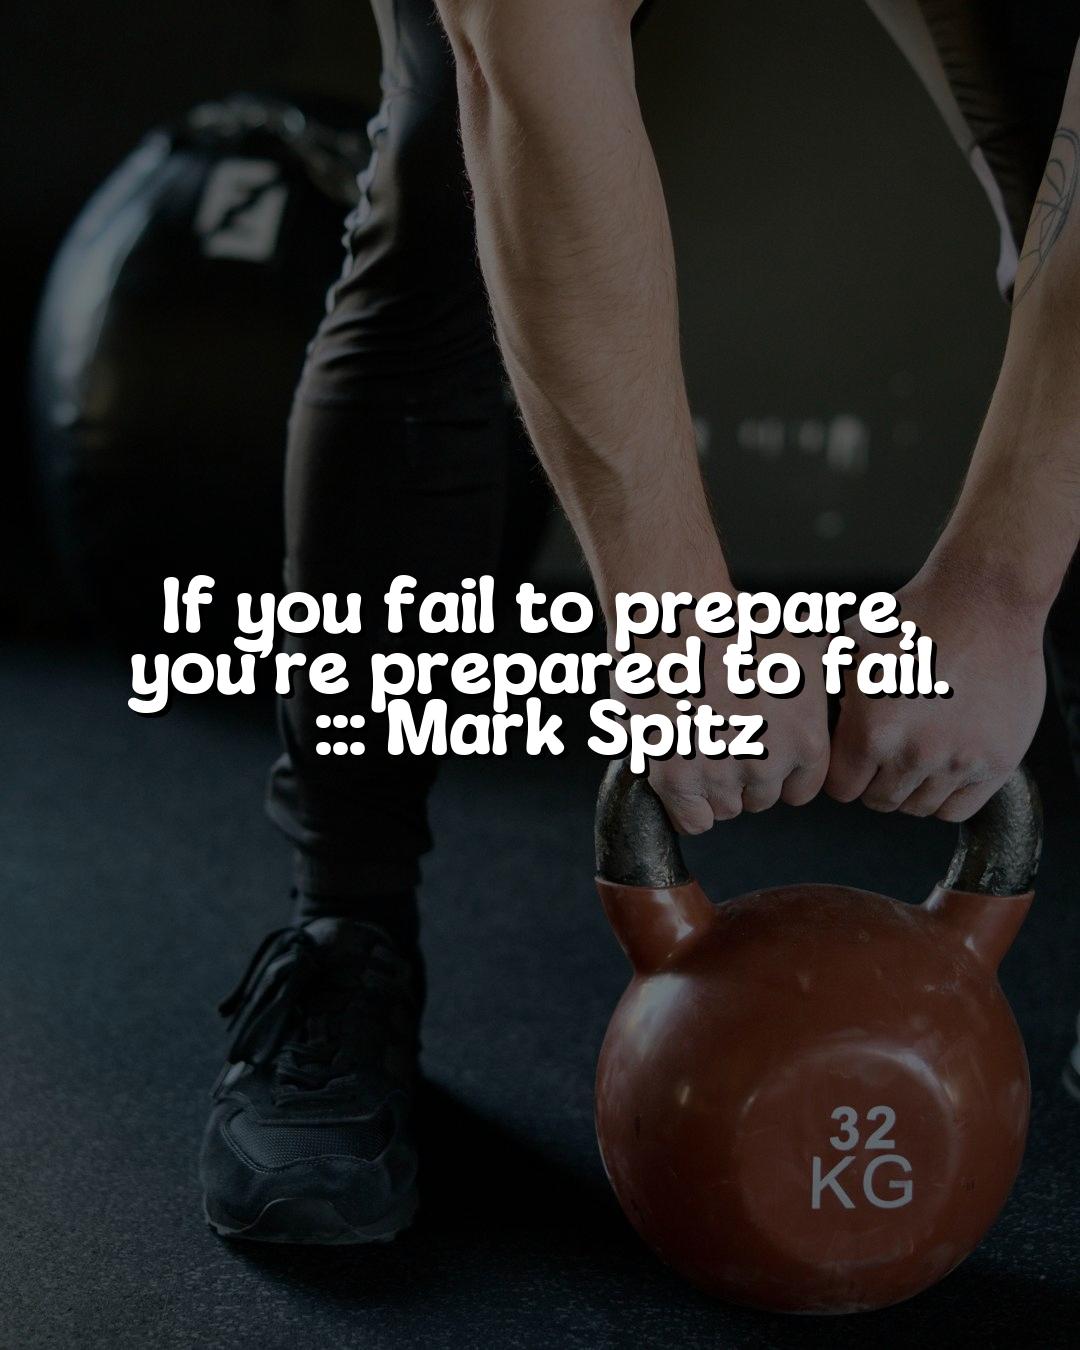 If you fail to prepare,
you're prepared to fail.
::: Mark Spitz
32
KG